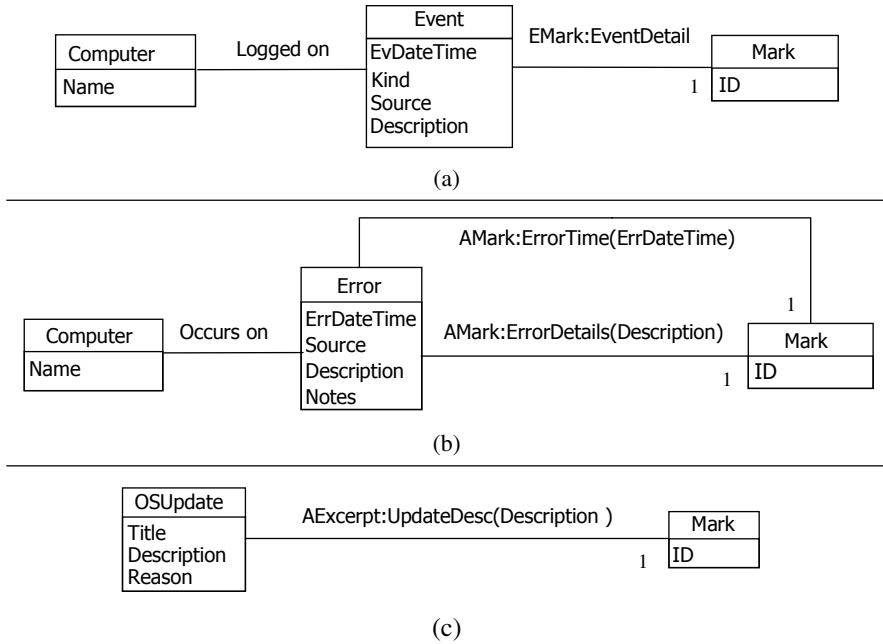 Event
Computer
Logged on
EMark:EventDetail
Mark
Name
EvDateTime
Kind
Source
Description
1
ID
(a)
AMark:ErrorTime(ErrDateTime)
Error
1
Computer
Occurs on
ErrDateTime
Source
Description
Notes
AMark:ErrorDetails(Description)
Mark
Name
1
ID
(b)
OSUpdate
AExcerpt:UpdateDesc(Description )
Mark
Title
Description
Reason
1
ID
(c)